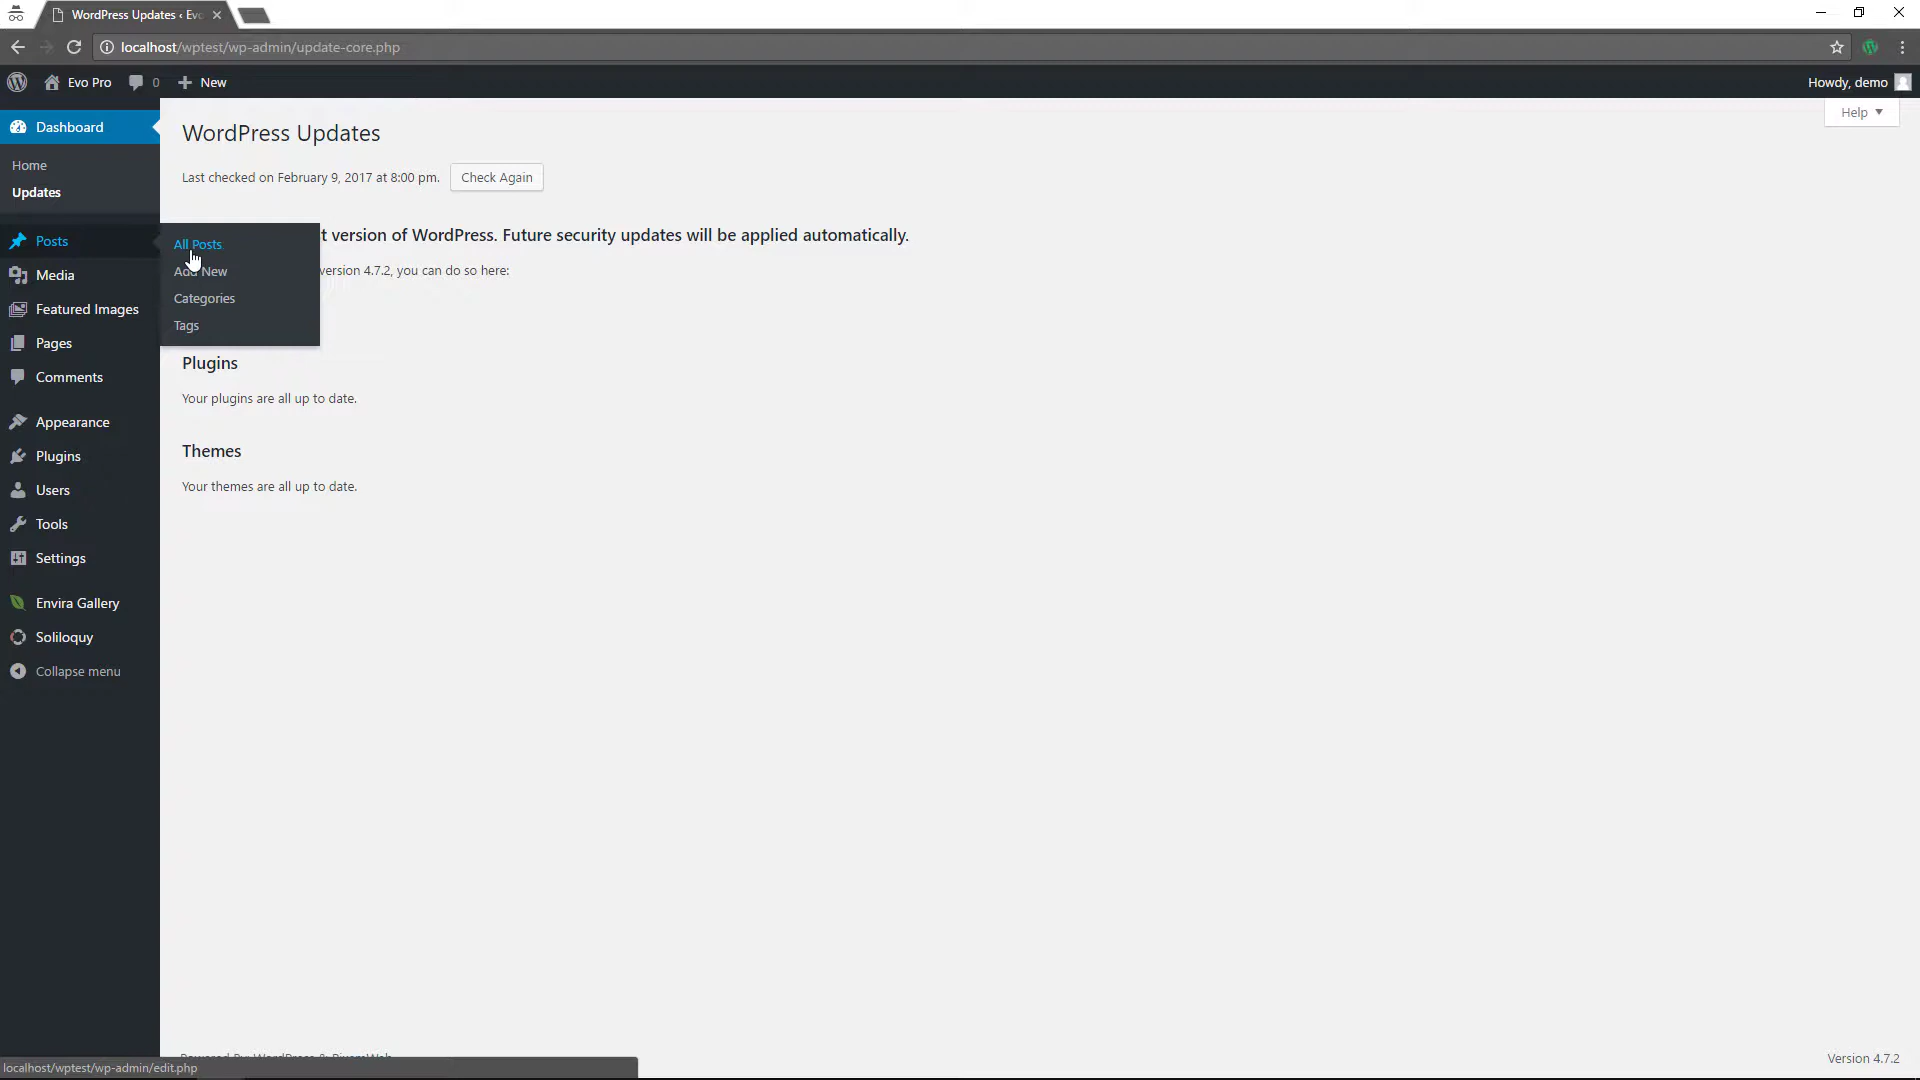 WordPress Updates ‹ Evo
localhost/wptest/wp-admin/update-core.php
Evo Pro
0
New
Howdy, demo
Help
Dashboard
Home
Updates
Posts
Media
Featured Images
Pages
Comments
Appearance
Plugins
Users
Tools
Settings
Envira Gallery
Soliloquy
Collapse menu
All Posts
Add New
Categories
Tags
WordPress Updates
Last checked on February 9, 2017 at 8:00 pm.
Check Again
t version of WordPress. Future security updates will be applied automatically.
version 4.7.2, you can do so here:
Plugins
Your plugins are all up to date.
Themes
Your themes are all up to date.
Powered By: WordPress &
localhost/wptest/wp-admin/edit.php
Version 4.7.2